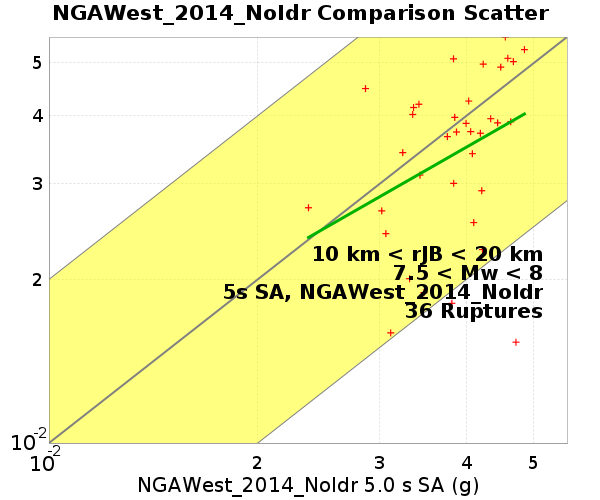 NGAWest_2014_NoIdr Comparison Scatter
5
4
3
2
10 km < rJB < 20 km
7.5 < Mw < 8
5s SA, NGAWest_2014_NoIdr
36 Ruptures
10-2
10-2 2 3 4 5
NGAWest_2014_NoIdr 5.0 s SA (g)